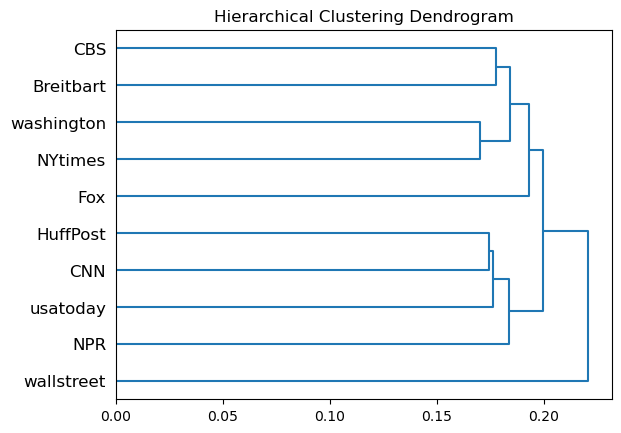 Hierarchical Clustering Dendrogram
CBS
Breitbart
washington
NYtimes
Fox
HuffPost
CNN
usatoday
NPR
wallstreet
0.00 0.05 0.10 0.15 0.20